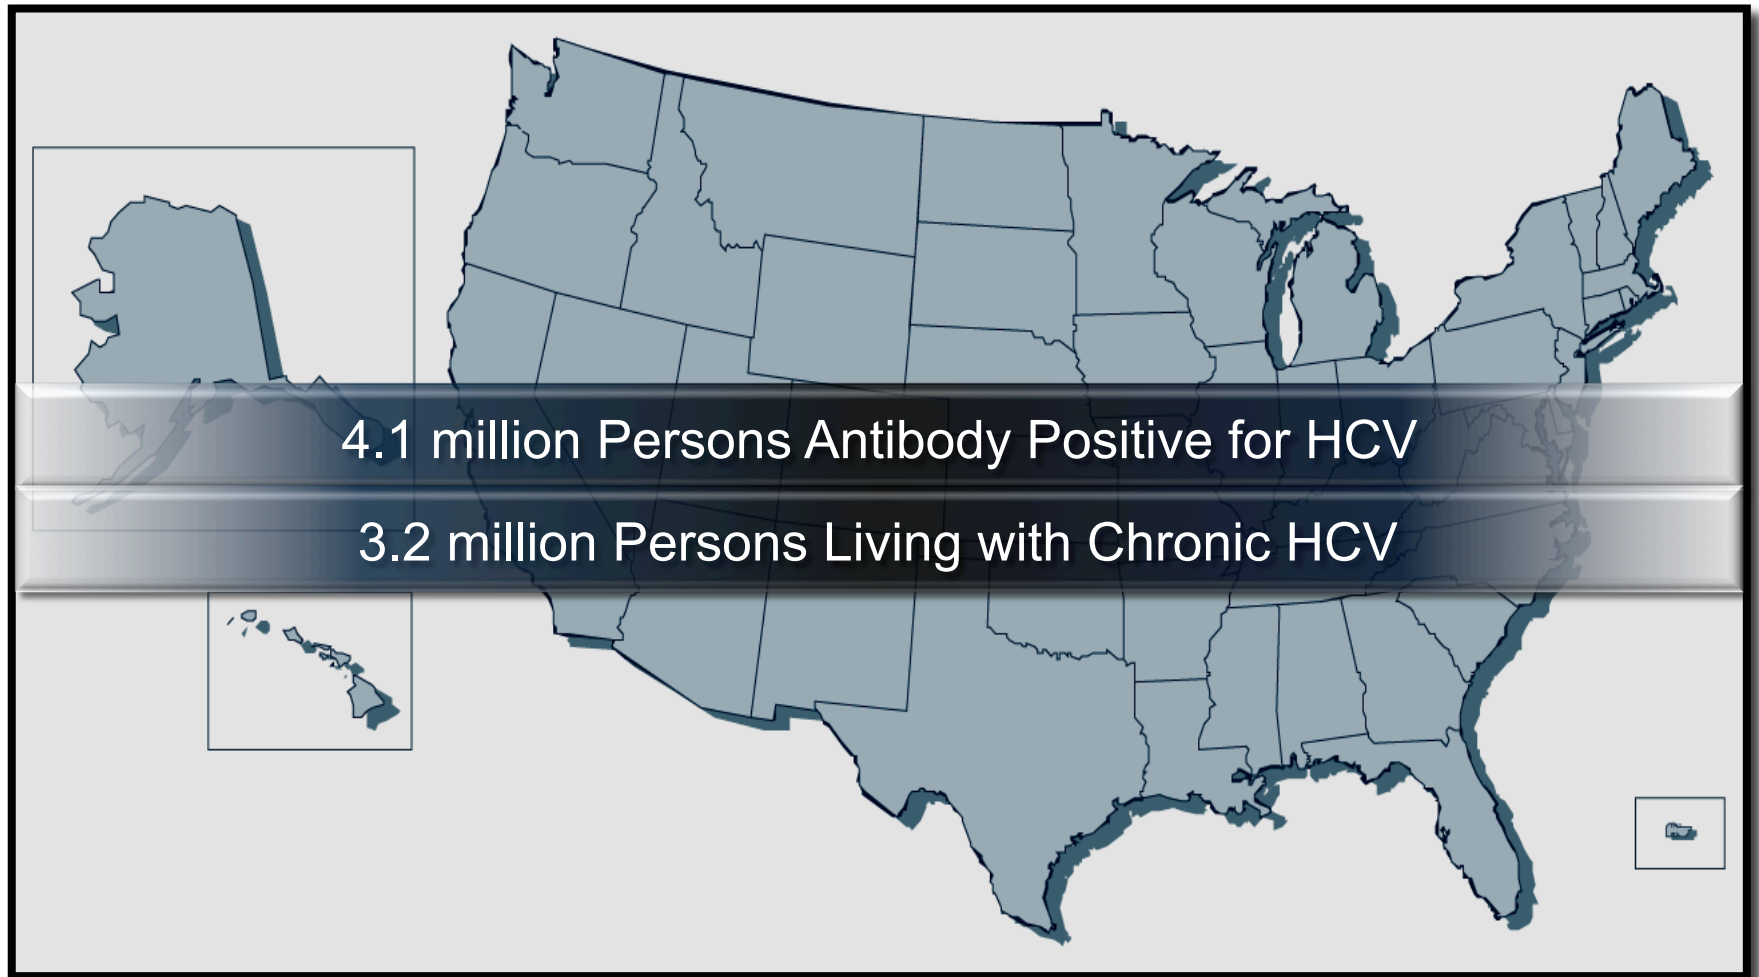 4.1 million Persons Antibody Positive for HCV
3.2 million Persons Living with Chronic HCV